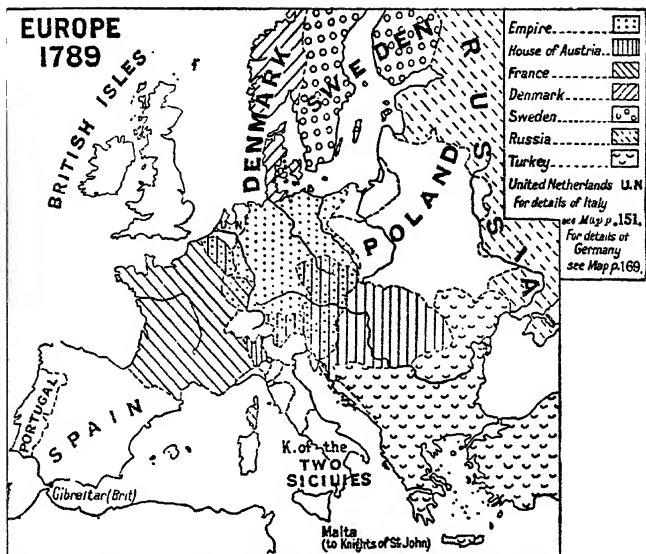 EUROPE
1789
BRITISH ISLES
DENMARK
SWEDEN
RUSSIA
POLAND
U.N
PORTUGAL
SPAIN
Gibraltar (Brit)
K. of the
TWO
SICILIES
Malta
(to Knights of St John)
Empire
House of Austria
France
Denmark
Sweden
Russia
Turkey
United Netherlands U.N
For details of Italy
see Map p.151.
For details of
Germany
see Map p.169.